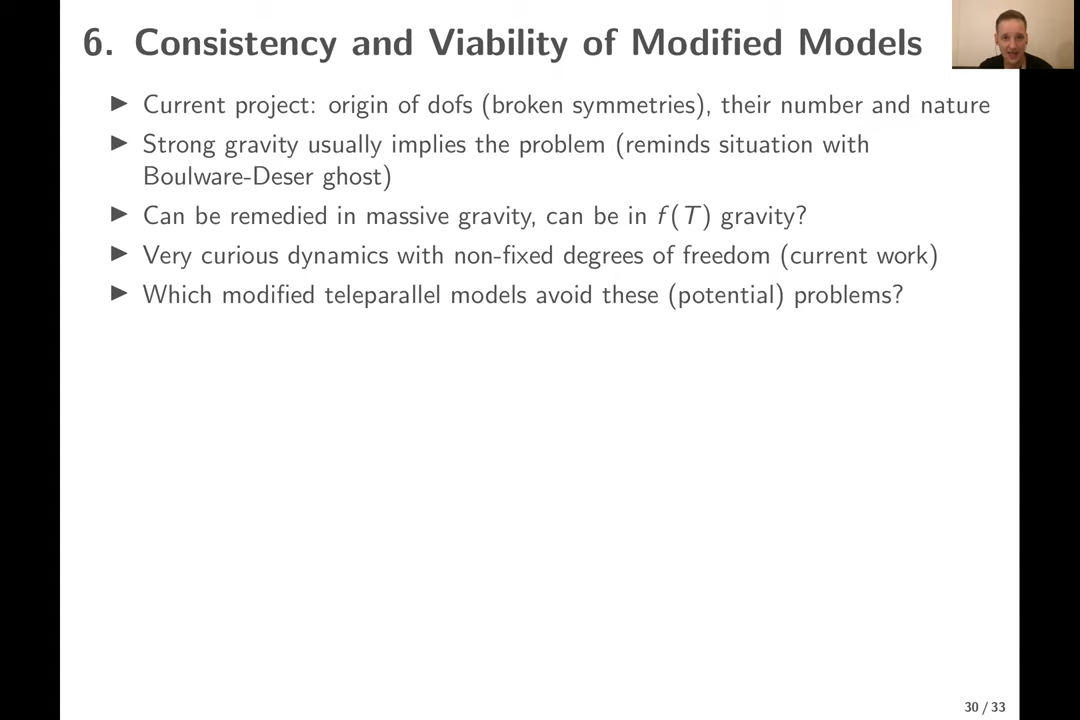 6. Consistency and Viability of Modified Models
▶ Current project: origin of dofs (broken symmetries), their number and nature
▶ Strong gravity usually implies the problem (reminds situation with
Boulware-Deser ghost)
▶ Can be remedied in massive gravity, can be in f(T) gravity?
▶ Very curious dynamics with non-fixed degrees of freedom (current work)
▶ Which modified teleparallel models avoid these (potential) problems?
30 / 33